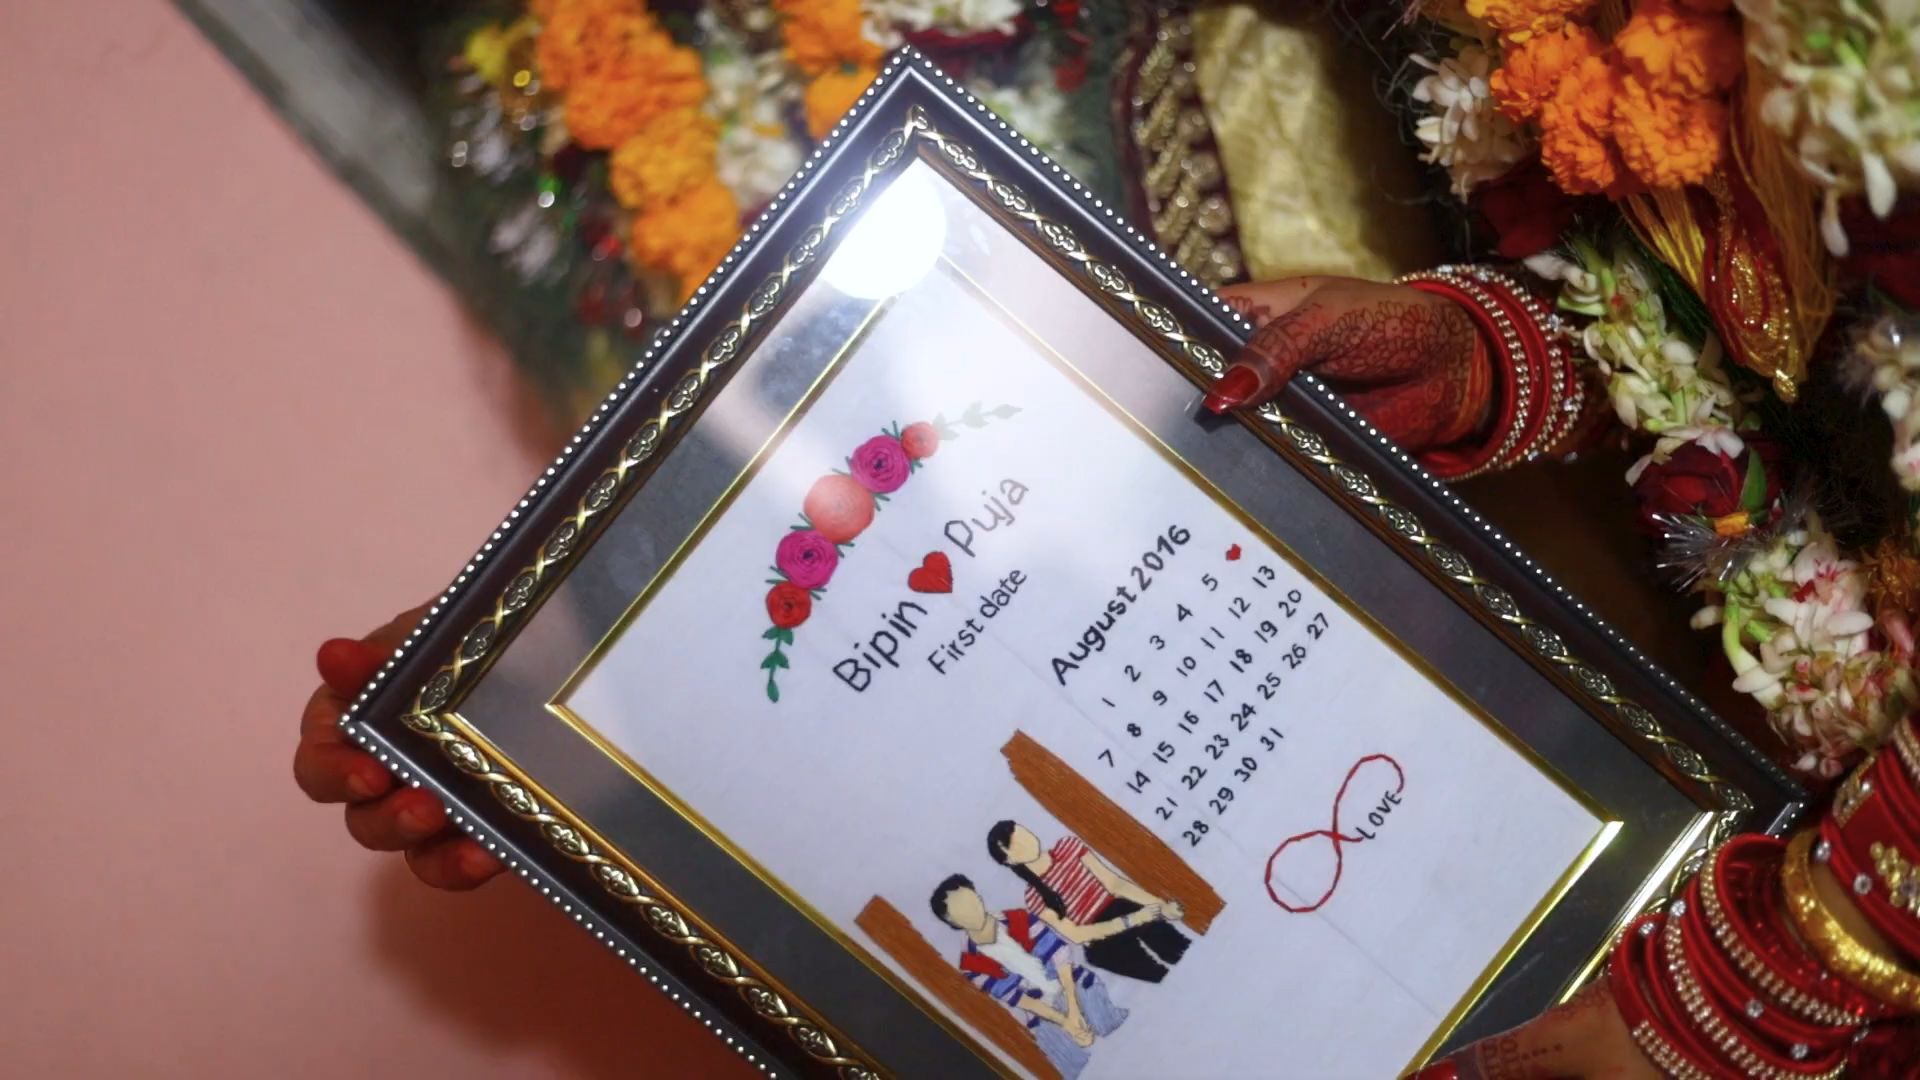 Bipin ❤ Puja
First date
August 2016
1 2 3 4 5 ❤
7 8 9 10 11 12 13
14 15 16 17 18 19 20
21 22 23 24 25 26 27
28 29 30 31
LOVE